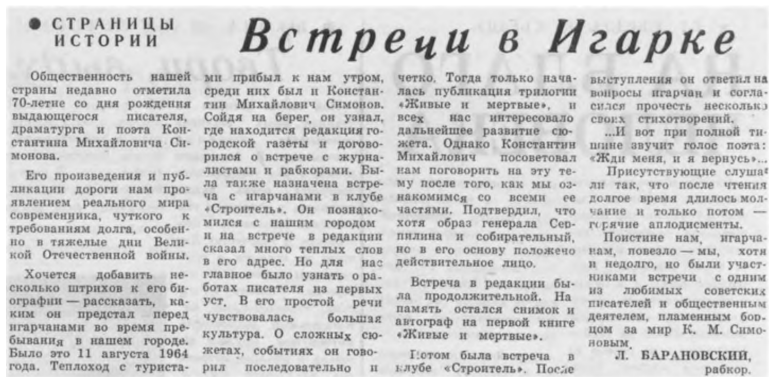 ● СТРАНИЦЫ
ИСТОРИИ
Встречи в Игарке
Общественность нашей
страны недавно отметила
70-летие со дня рождения
выдающегося писателя,
драматурга и поэта Кон-
стантина Михайловича Си-
монова.
Его произведения и пуб-
ликации дороги нам про-
явлением реального мира
современника, чуткого к
требованиям долга, особен-
но в тяжелые дни Вели-
кой Отечественной войны.
Хочется добавить не-
сколько штрихов к его би-
ографии — рассказать, ка-
ким он предстал перед
игарчанами во время пре-
бывания в нашем городе.
Было это 11 августа 1964
года. Теплоход с туриста-
ми прибыл к нам утром,
среди них был и Констан-
тин Михайлович Симонов.
Сойдя на берег, он узнал,
где находится редакция го-
родской газеты и догово-
рился о встрече с журна-
листами и рабкорами. Бы-
ла также назначена встре-
ча с игарчанами в клубе
«Строитель». Он познако-
мился с нашим городом
и на встрече в редакции
сказал много теплых слов
в его адрес. Но для нас
главное было узнать о ра-
ботах писателя из первых
уст. В его простой речи
чувствовалась большая
культура. О сложных сю-
жетах, событиях он гово-
рил последовательно и
четко. Тогда только нача-
лась публикация трилогии
«Живые и мертвые», и
всех нас интересовало
дальнейшее развитие сю-
жета. Однако Константин
Михайлович посоветовал
нам поговорить на эту те-
му после того, как мы оз-
накомимся со всеми ее
частями. Подтвердил, что
хотя образ генерала Сер-
пилина и собирательный,
но в его основу положено
действительное лицо.
Встреча в редакции бы-
ла продолжительной. На
память остался снимок и
автограф на первой книге
«Живые и мертвые».
Потом была встреча в
клубе «Строитель». После
выступления он ответил на
вопросы игарчан и согла-
сился прочесть несколько
своих стихотворений.
...И вот при полной ти-
шине звучит голос поэта:
«Жди меня, и я вернусь»...
Присутствующие слуша-
ли так, что после чтения
долгое время длилось мол-
чание и только потом —
горячие аплодисменты.
Поистине нам, игарча-
нам, повезло — мы, хотя
и недолго, но были участ-
никами встречи с одним
из любимых советских
писателей и общественным
деятелем, пламенным бор-
цом за мир К. М. Симо-
новым.
Л. БАРАНОВСКИЙ,
рабкор.